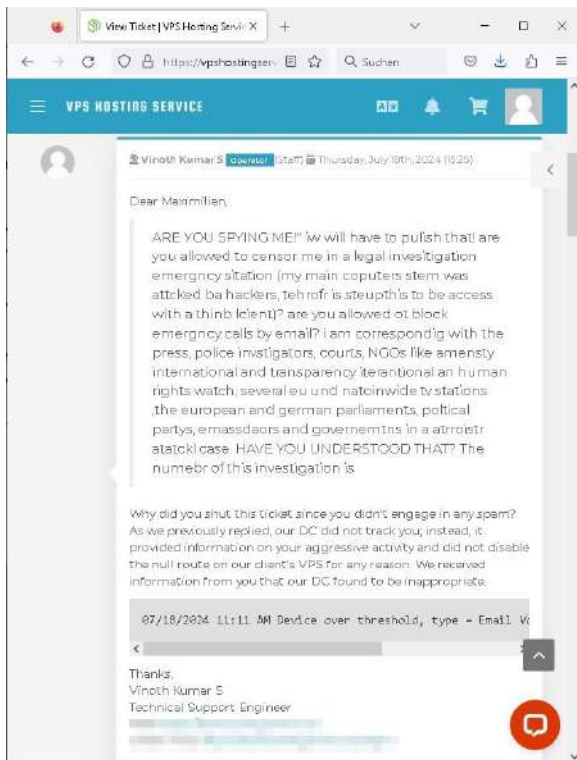 View Ticket | VPS Hosting Servic
https://vpshostingserv
Suchen
VPS HOSTING SERVICE
Vinoth Kumar S Operator (Staff) Thursday, July 18th, 2024 (15:25)
Dear Maximilien,
ARE YOU SPYING ME!" iw will have to pulish that! are
you allowed to censor me in a legal invesitigation
emergncy sitation (my main coputers stem was
attcked ba hackers, tehrofr is steupthis to be access
with a thinb lcient)? are you allowed ot block
emergncy calls by email? i am correspondig with the
press, police invstigators, courts, NGOs like amensty
international and transparency iterantional an human
rights watch, several eu und natoinwide tv stations
,the european and german parliaments, poltical
partys, emassdaors and governemtns in a atrroistr
atatckl case. HAVE YOU UNDERSTOOD THAT? The
numebr of this investigation is
Why did you shut this ticket since you didn't engage in any spam?
As we previously replied, our DC did not track you; instead, it
provided information on your aggressive activity and did not disable
the null route on our client's VPS for any reason. We received
information from you that our DC found to be inappropriate.
07/18/2024 11:11 AM Device over threshold, type = Email Vo
Thanks,
Vinoth Kumar S
Technical Support Engineer